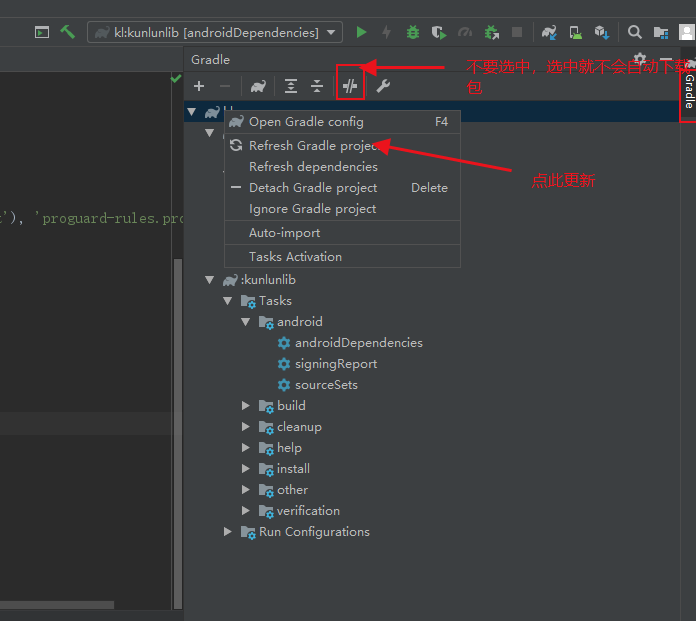 kl:kunlunlib [androidDependencies]
Gradle
不要选中，选中就不会自动下载
包
Gradle
Open Gradle config F4
Refresh Gradle projec
点此更新
Refresh dependencies
Detach Gradle project Delete
Ignore Gradle project
'), 'proguard-rules.pro
Auto-import
Tasks Activation
:kunlunlib
Tasks
android
androidDependencies
signingReport
sourceSets
build
cleanup
help
install
other
verification
Run Configurations